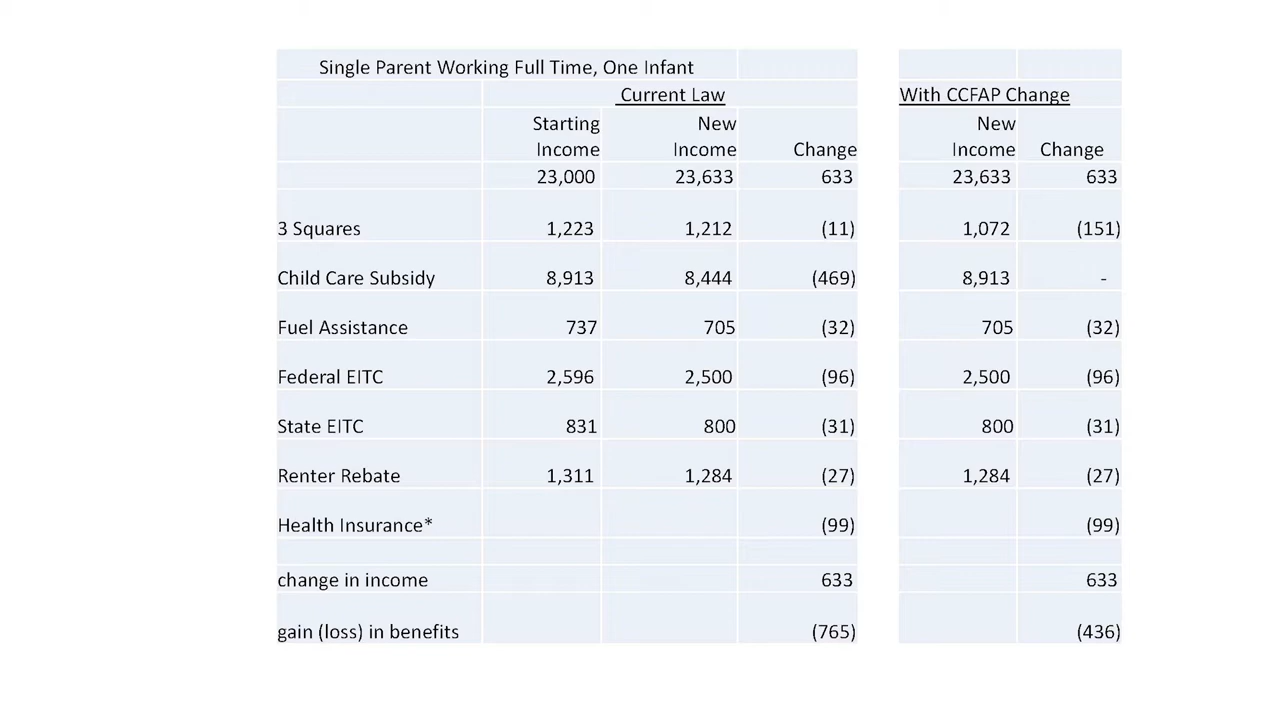 Single Parent Working Full Time, One Infant
Current Law With CCFAP Change
Starting New New
Income Income Change Income Change
23,000 23,633 633 23,633 633
3 Squares 1,223 1,212 (11) 1,072 (151)
Child Care Subsidy 8,913 8,444 (469) 8,913 -
Fuel Assistance 737 705 (32) 705 (32)
Federal EITC 2,596 2,500 (96) 2,500 (96)
State EITC 831 800 (31) 800 (31)
Renter Rebate 1,311 1,284 (27) 1,284 (27)
Health Insurance* (99) (99)
change in income 633 633
gain (loss) in benefits (765) (436)